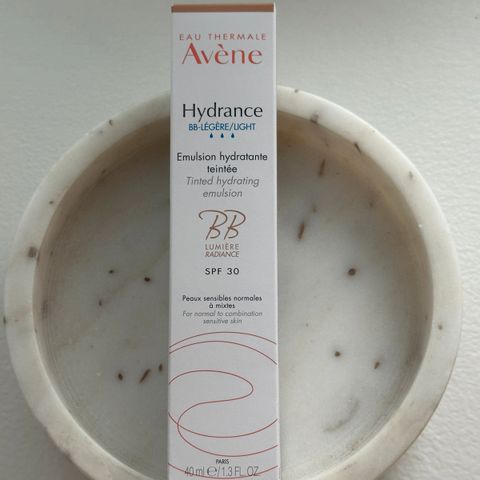 EAU THERMALE
Avène
Hydrance
BB-LÉGÈRE/LIGHT
Emulsion hydratante
teintée
Tinted hydrating
emulsion
BB
LUMIÈRE
RADIANCE
SPF 30
Peaux sensibles normales
à mixtes
For normal to combination
sensitive skin
PARIS
40 ml ℮/1.3 FL. OZ.